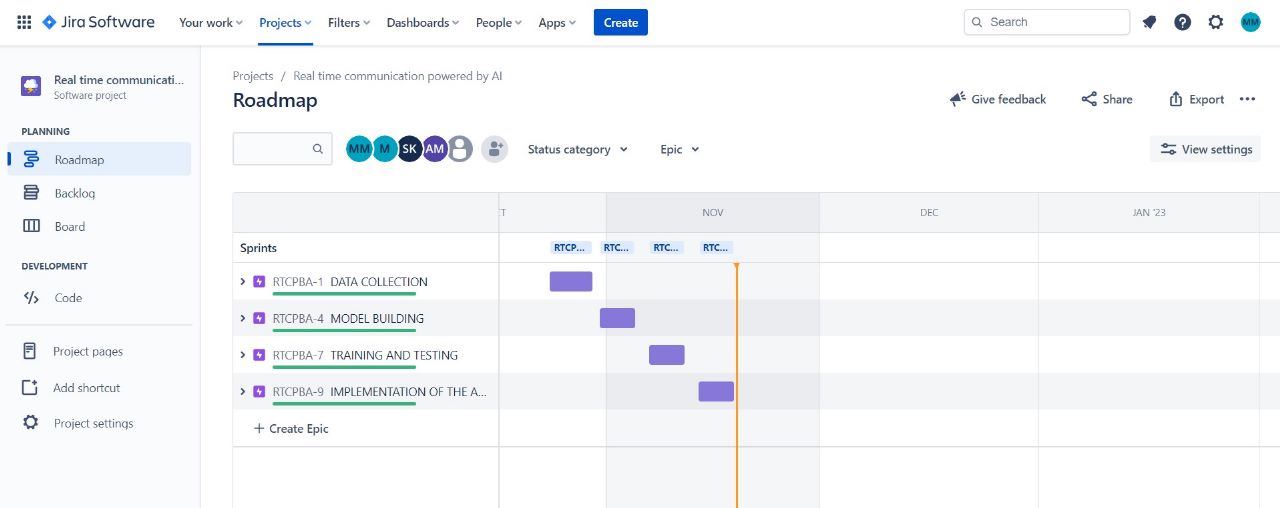 Jira Software Your work Projects Filters Dashboards People Apps Create Search MM
Real time communicati...
Software project
PLANNING
Roadmap
Backlog
Board
DEVELOPMENT
Code
Project pages
Add shortcut
Project settings
Projects / Real time communication powered by AI
Roadmap
Give feedback Share Export
MM M SK AM Status category Epic View settings
T NOV DEC JAN '23
Sprints RTCP... RTC... RTC... RTC...
RTCPBA-1 DATA COLLECTION
RTCPBA-4 MODEL BUILDING
RTCPBA-7 TRAINING AND TESTING
RTCPBA-9 IMPLEMENTATION OF THE A...
+ Create Epic